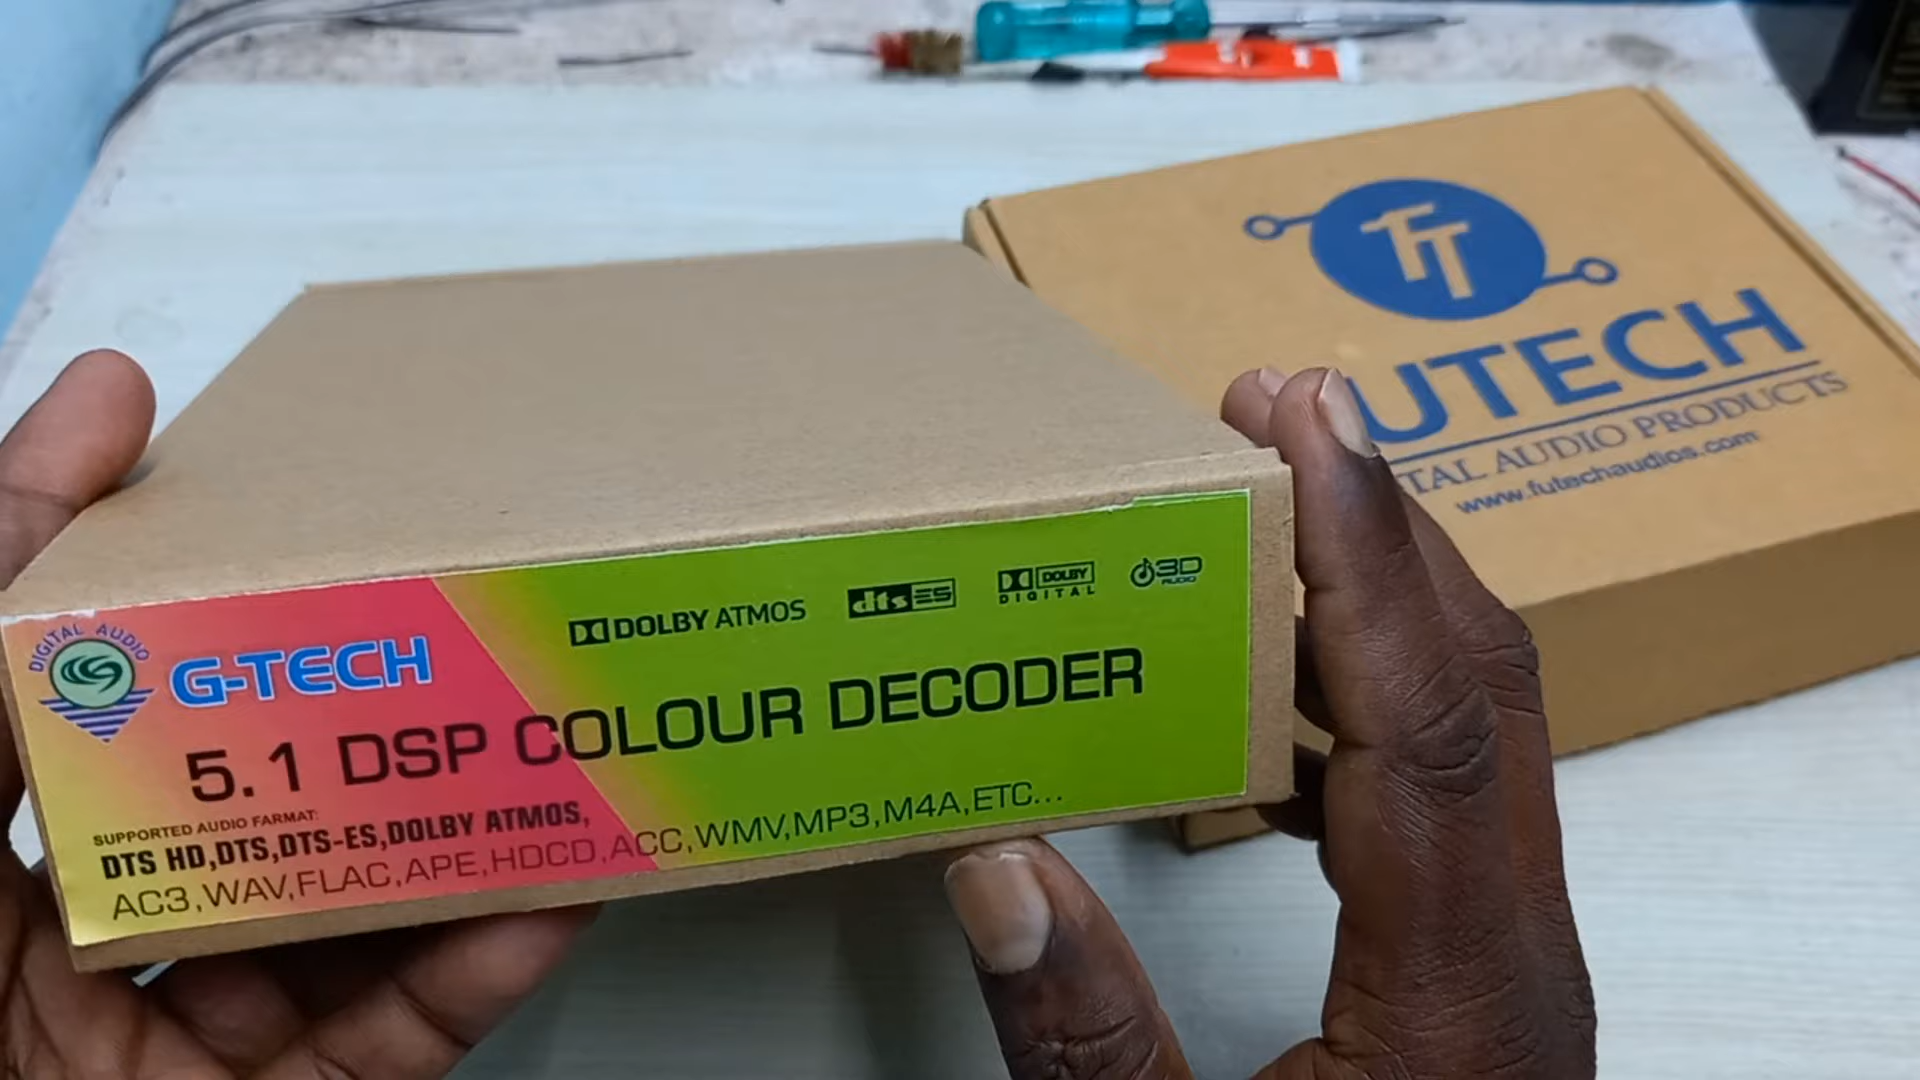 DIGITAL AUDIO
G-TECH
DOLBY ATMOS
dts ES
DOLBY
DIGITAL
3D
AUDIO
5.1 DSP COLOUR DECODER
SUPPORTED AUDIO FARMAT:
DTS HD,DTS,DTS-ES,DOLBY ATMOS,
AC3,WAV,FLAC,APE,HDCD,ACC,WMV,MP3,M4A,ETC...
FT
UTECH
TAL AUDIO PRODUCTS
www.futechaudios.com